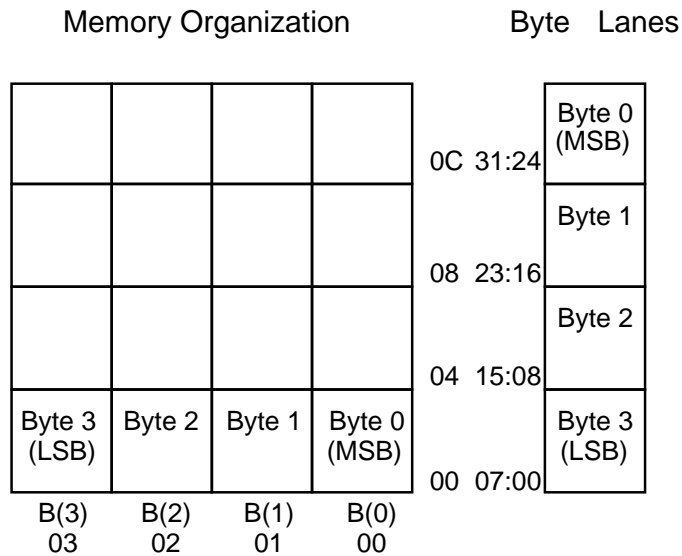 Memory Organization
Byte Lanes
Byte 0
(MSB)
0C 31:24
Byte 1
08 23:16
Byte 2
04 15:08
Byte 3 Byte 2 Byte 1 Byte 0
(LSB) (MSB)
Byte 3
(LSB)
00 07:00
B(3) B(2) B(1) B(0)
03 02 01 00